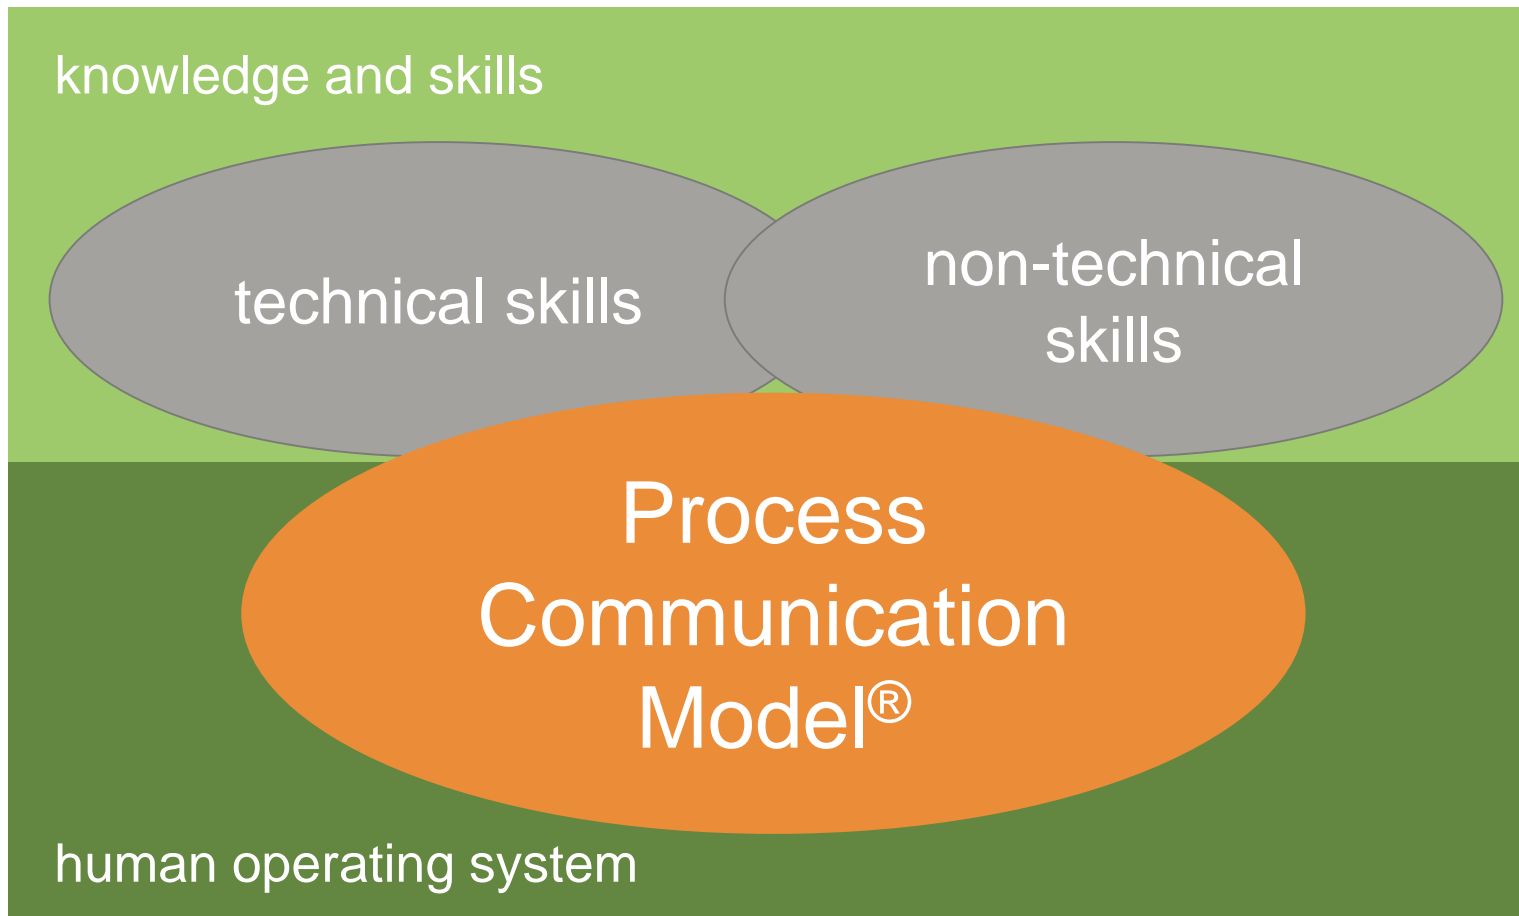 knowledge and skills
technical skills
non-technical
skills
Process
Communication
Model®
human operating system